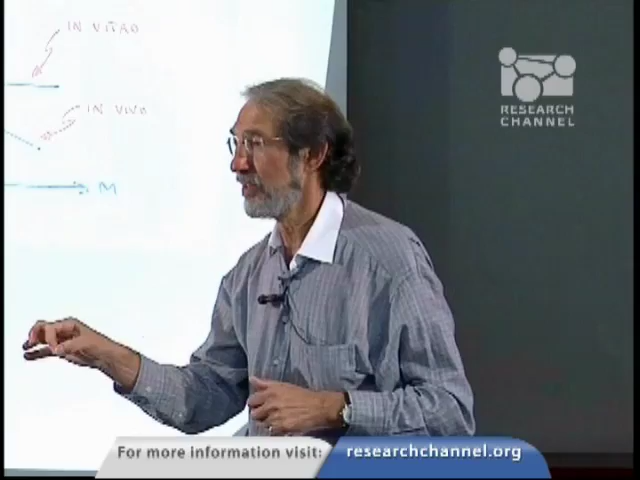 IN VITRO
IN VIVO
M
RESEARCH
CHANNEL
For more information visit:
researchchannel.org